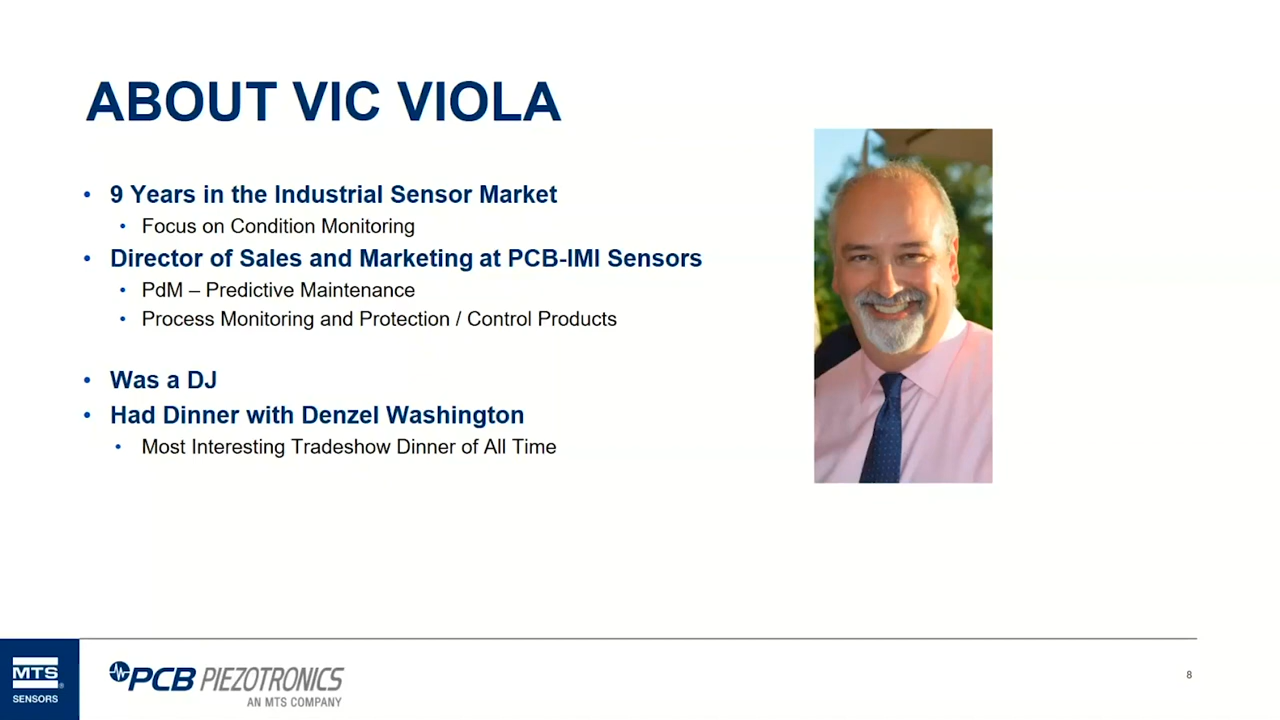 ABOUT VIC VIOLA
• 9 Years in the Industrial Sensor Market
• Focus on Condition Monitoring
• Director of Sales and Marketing at PCB-IMI Sensors
• PdM – Predictive Maintenance
• Process Monitoring and Protection / Control Products
• Was a DJ
• Had Dinner with Denzel Washington
• Most Interesting Tradeshow Dinner of All Time
MTS®
SENSORS
PCB PIEZOTRONICS
AN MTS COMPANY
8